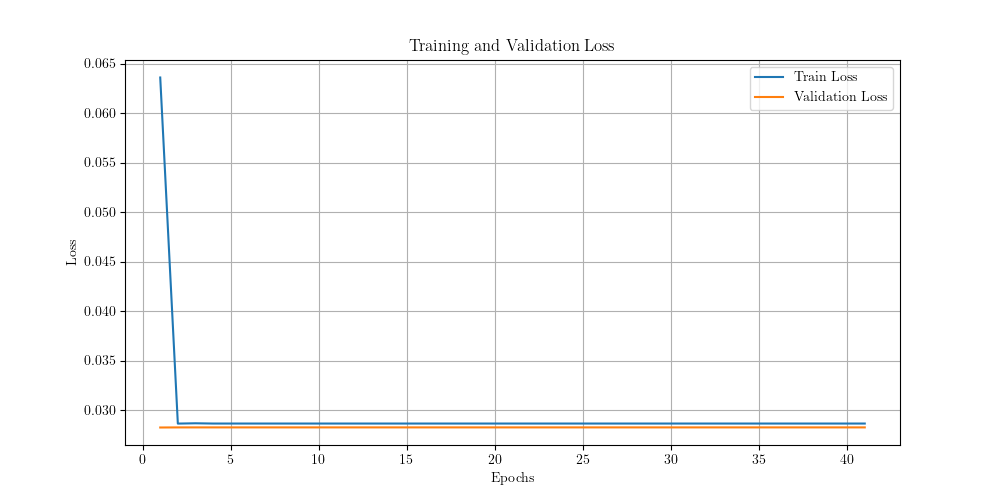 Training and Validation Loss
Train Loss
Validation Loss
0.065
0.060
0.055
0.050
0.045
0.040
0.035
0.030
Loss
0 5 10 15 20 25 30 35 40
Epochs